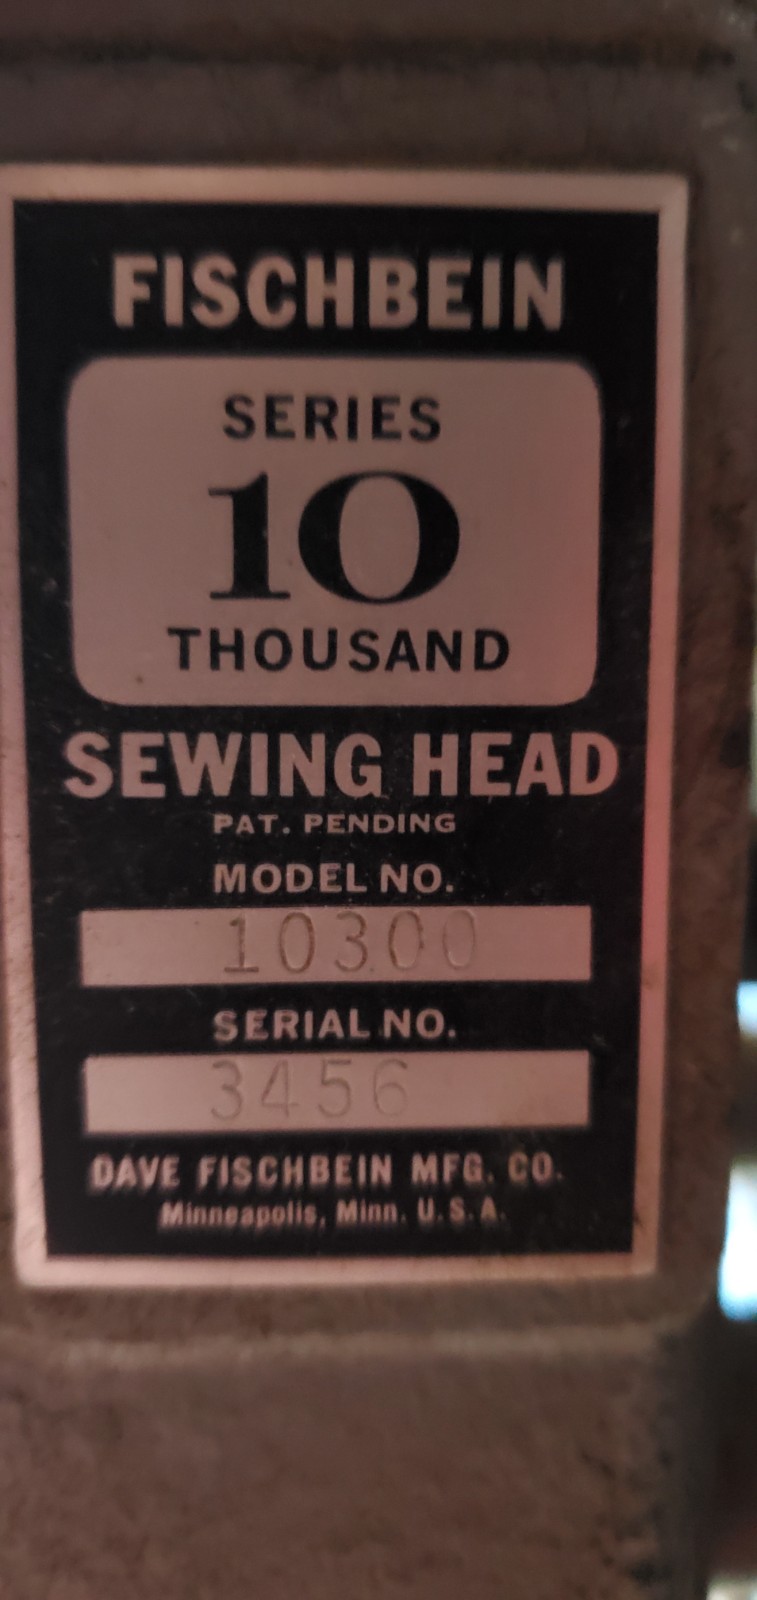 FISCHBEIN
SERIES
10
THOUSAND
SEWING HEAD
PAT. PENDING
MODEL NO.
10300
SERIAL NO.
3456
DAVE FISCHBEIN MFG. CO.
Minneapolis, Minn. U.S.A.